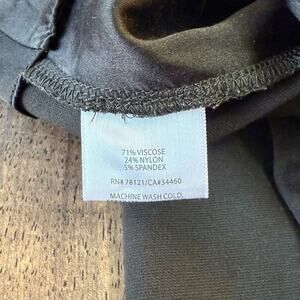 71% VISCOSE
24% NYLON
5% SPANDEX
RN# 78121/CA#34460
MACHINE WASH COLD,